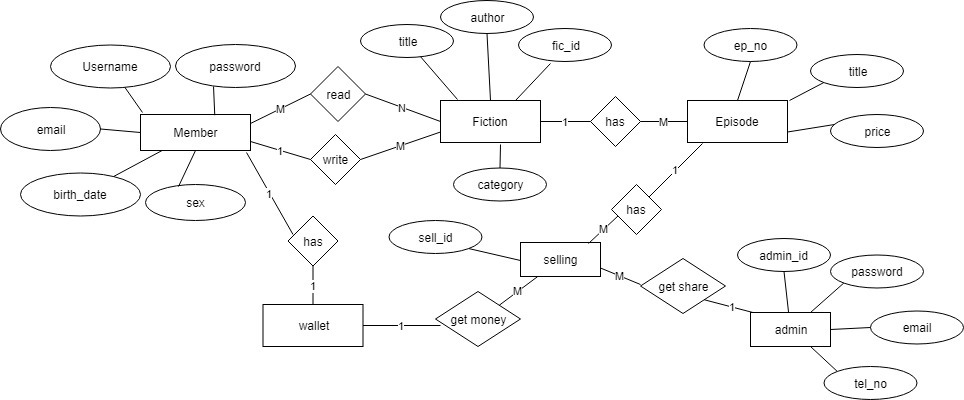 author
title
fic_id
ep_no
Username
password
title
read
M
N
email
Member
Fiction
1
has
M
Episode
price
1
write
M
birth_date
sex
category
1
1
has
M
has
sell_id
selling
admin_id
password
1
M
get share
M
1
wallet
1
get money
admin
email
tel_no